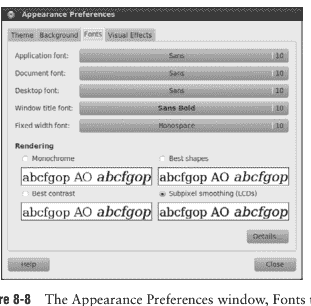 Appearance Preferences
Theme Background Fonts Visual Effects
Application font: Sans 10
Document font: Sans 10
Desktop font: Sans 10
Window title font: Sans Bold 10
Fixed width font: Monospace 10
Rendering
Monochrome Best shapes
abcfgop AO abcfgop abcfgop AO abcfgop
Best contrast Subpixel smoothing (LCDs)
abcfgop AO abcfgop abcfgop AO abcfgop
Details...
Help Close
re 8-8 The Appearance Preferences window, Fonts